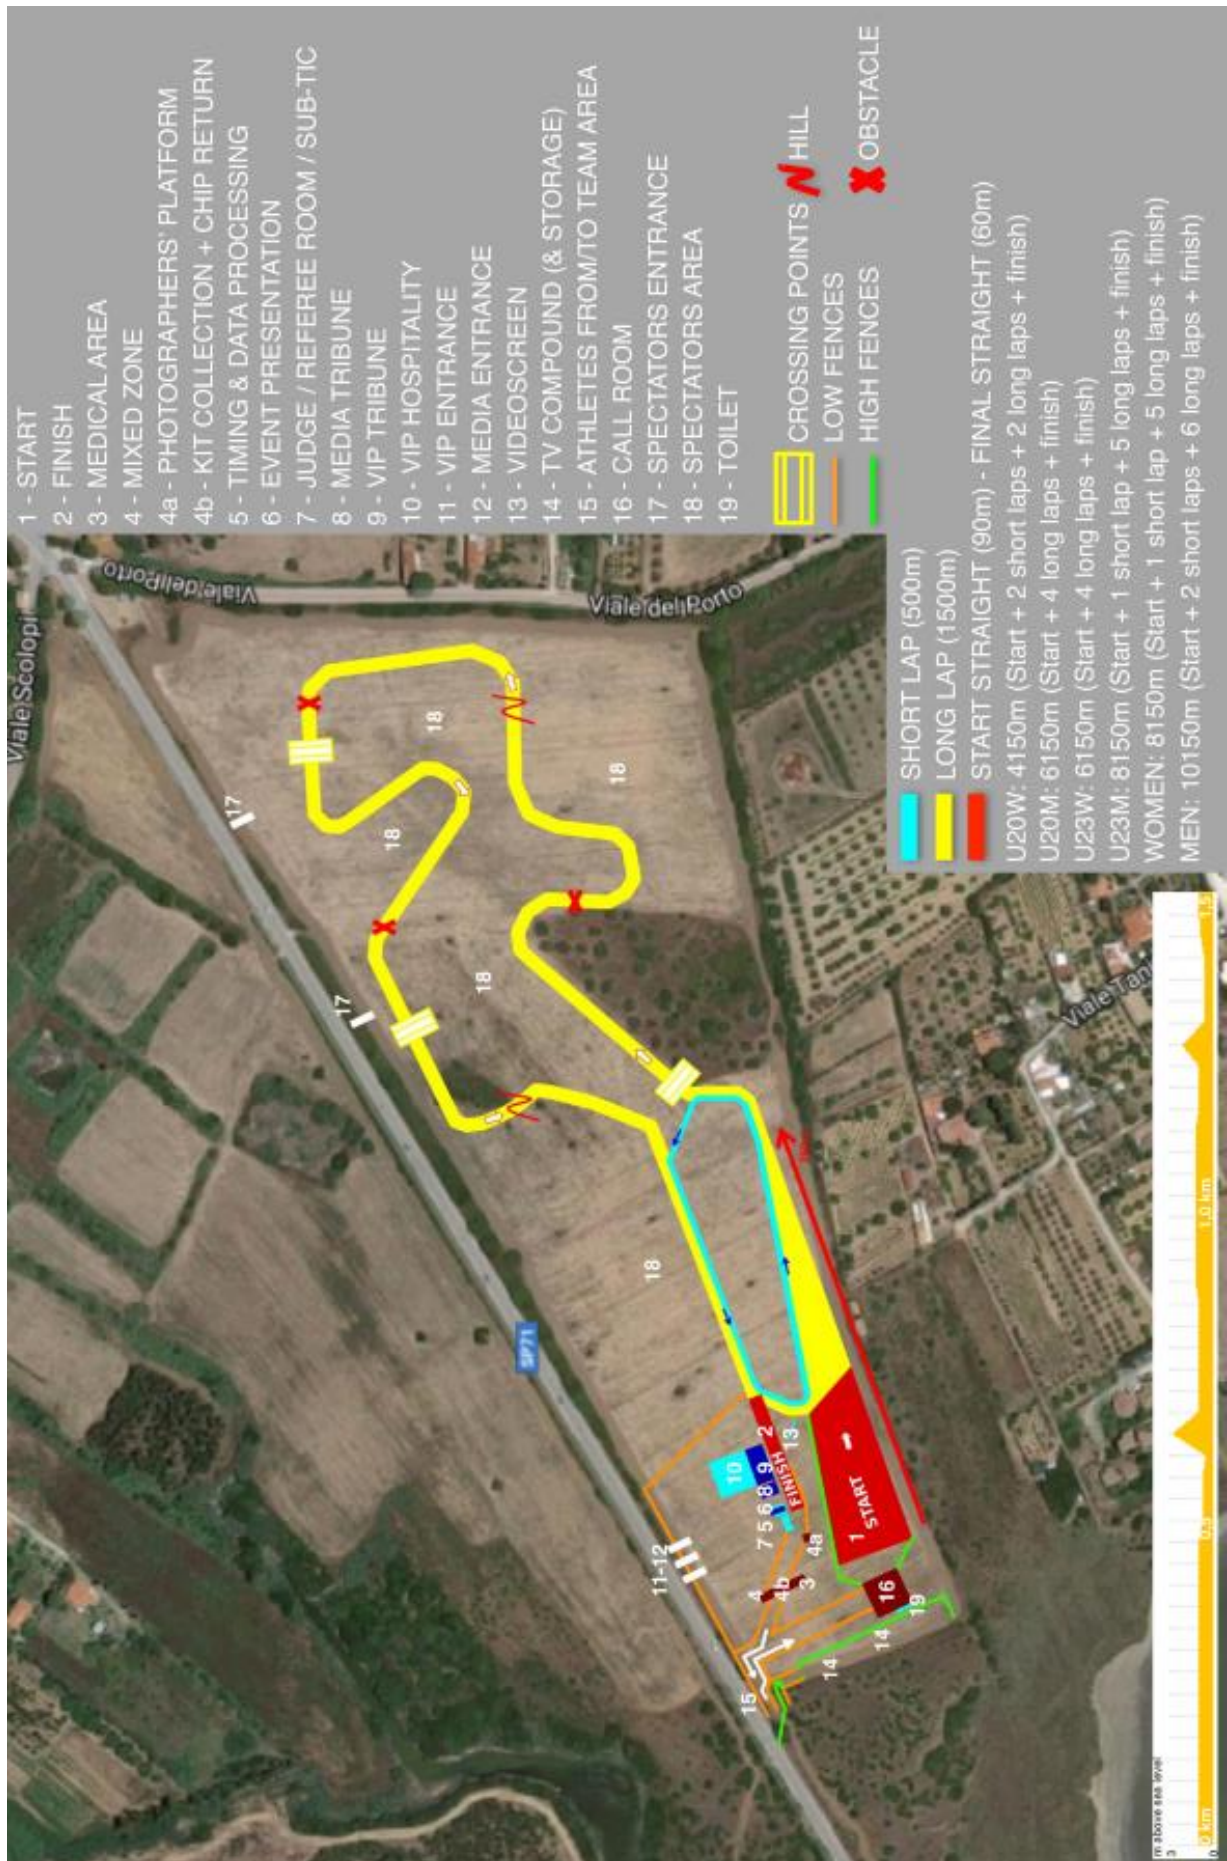 1 - START
2 - FINISH
3 - MEDICAL AREA
4 - MIXED ZONE
4a - PHOTOGRAPHERS' PLATFORM
4b - KIT COLLECTION + CHIP RETURN
5 - TIMING & DATA PROCESSING
6 - EVENT PRESENTATION
7 - JUDGE / REFEREE ROOM / SUB-TIC
8 - MEDIA TRIBUNE
9 - VIP TRIBUNE
10 - VIP HOSPITALITY
11 - VIP ENTRANCE
12 - MEDIA ENTRANCE
13 - VIDEOSCREEN
14 - TV COMPOUND (& STORAGE)
15 - ATHLETES FROM/TO TEAM AREA
16 - CALL ROOM
17 - SPECTATORS ENTRANCE
18 - SPECTATORS AREA
19 - TOILET
CROSSING POINTS
HILL
LOW FENCES
HIGH FENCES
OBSTACLE
SHORT LAP (500m)
LONG LAP (1500m)
START STRAIGHT (90m) - FINAL STRAIGHT (60m)
U20W: 4150m (Start + 2 short laps + 2 long laps + finish)
U20M: 6150m (Start + 4 long laps + finish)
U23W: 6150m (Start + 4 long laps + finish)
U23M: 8150m (Start + 1 short lap + 5 long laps + finish)
WOMEN: 8150m (Start + 1 short lap + 5 long laps + finish)
MEN: 10150m (Start + 2 short laps + 6 long laps + finish)
Viale Scolopi
Viale del Porto
Viale del Porto
17
17
18
18
18
18
18
SP71
11-12
10
9
8
6
5
7
2
FINISH
13
4a
4
4b
3
1
START
16
19
14
14
15
Viale Tan
m above sea level
3
0
0 km
0,5
1,0 km
1,5